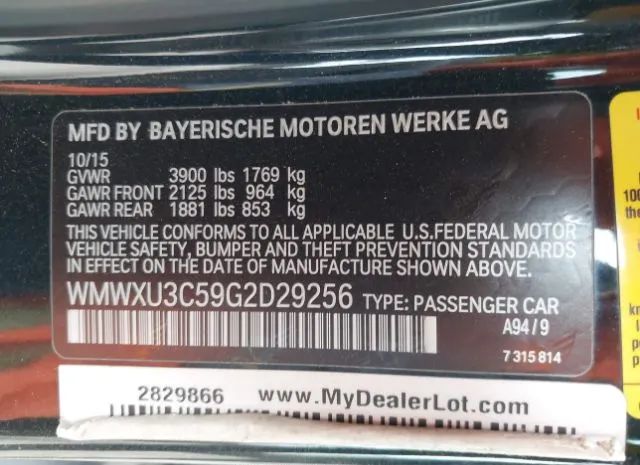 MFD BY BAYERISCHE MOTOREN WERKE AG
10/15
GVWR 3900 lbs 1769 kg
GAWR FRONT 2125 lbs 964 kg
GAWR REAR 1881 lbs 853 kg
THIS VEHICLE CONFORMS TO ALL APPLICABLE U.S.FEDERAL MOTOR
VEHICLE SAFETY, BUMPER AND THEFT PREVENTION STANDARDS
IN EFFECT ON THE DATE OF MANUFACTURE SHOWN ABOVE.
WMWXU3C59G2D29256 TYPE: PASSENGER CAR
A94/9
7 315 814
2829866 www.MyDealerLot.com
100
the